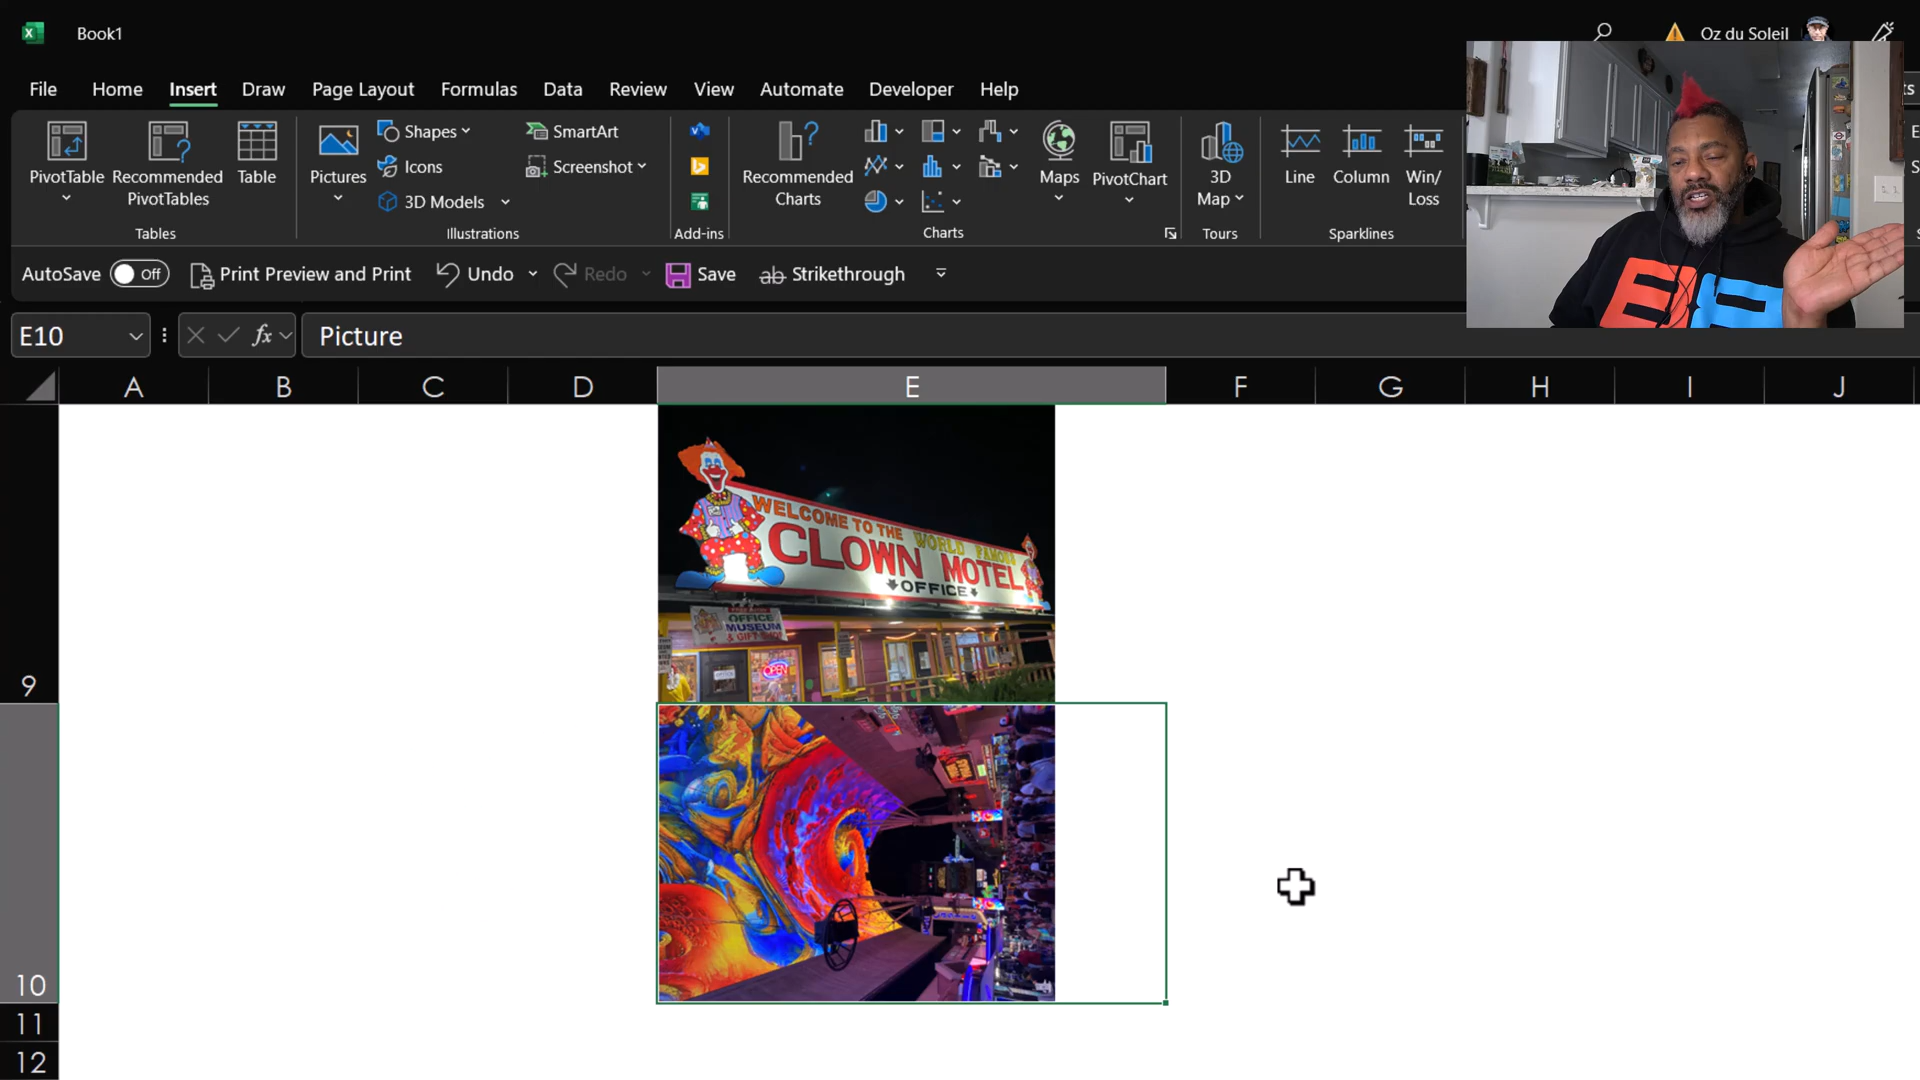 Book1
Oz du Soleil
File Home Insert Draw Page Layout Formulas Data Review View Automate Developer Help
PivotTable
Recommended PivotTables
Table
Tables
Pictures
Shapes
Icons
3D Models
SmartArt
Screenshot
Illustrations
Add-ins
Recommended Charts
Maps
PivotChart
Charts
3D Map
Tours
Line
Column
Win/Loss
Sparklines
AutoSave Off Print Preview and Print Undo Redo Save ab Strikethrough
E10 fx Picture
A B C D E F G H I J
9
WELCOME TO THE WORLD FAMOUS
CLOWN MOTEL
OFFICE
OFFICE
MUSEUM
& GIFT SHOP
OPEN
10
11
12